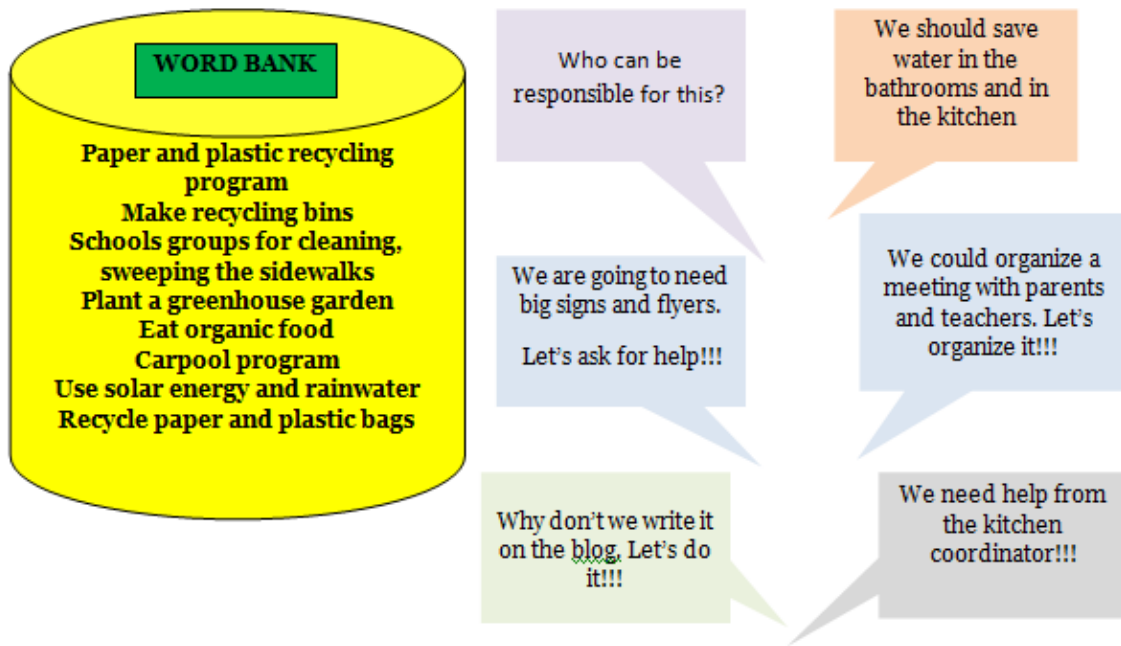 WORD BANK
Paper and plastic recycling
program
Make recycling bins
Schools groups for cleaning,
sweeping the sidewalks
Plant a greenhouse garden
Eat organic food
Carpool program
Use solar energy and rainwater
Recycle paper and plastic bags
Who can be
responsible for this?
We should save
water in the
bathrooms and in
the kitchen
We are going to need
big signs and flyers.
Let's ask for help!!!
We could organize a
meeting with parents
and teachers. Let's
organize it!!!
Why don't we write it
on the blog. Let's do
it!!!
We need help from
the kitchen
coordinator!!!